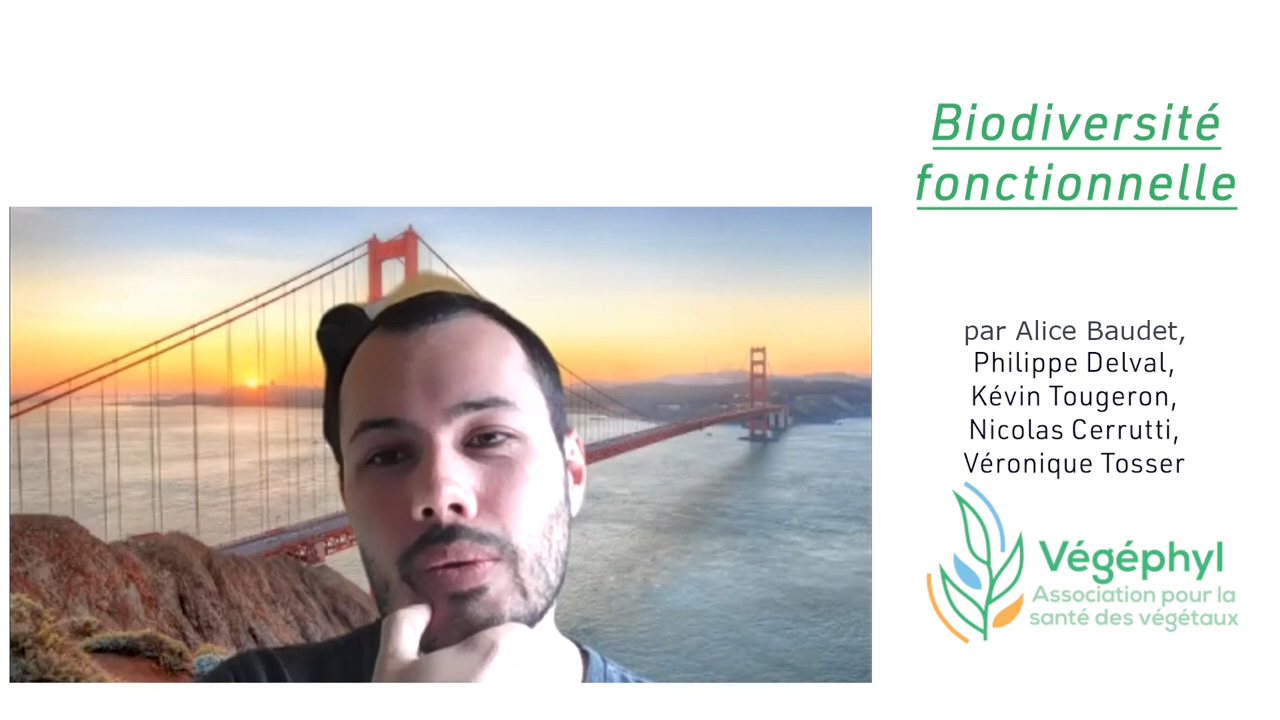 Biodiversité
fonctionnelle
par Alice Baudet,
Philippe Delval,
Kévin Tougeron,
Nicolas Cerrutti,
Véronique Tosser
Végéphyl
Association pour la
santé des végétaux